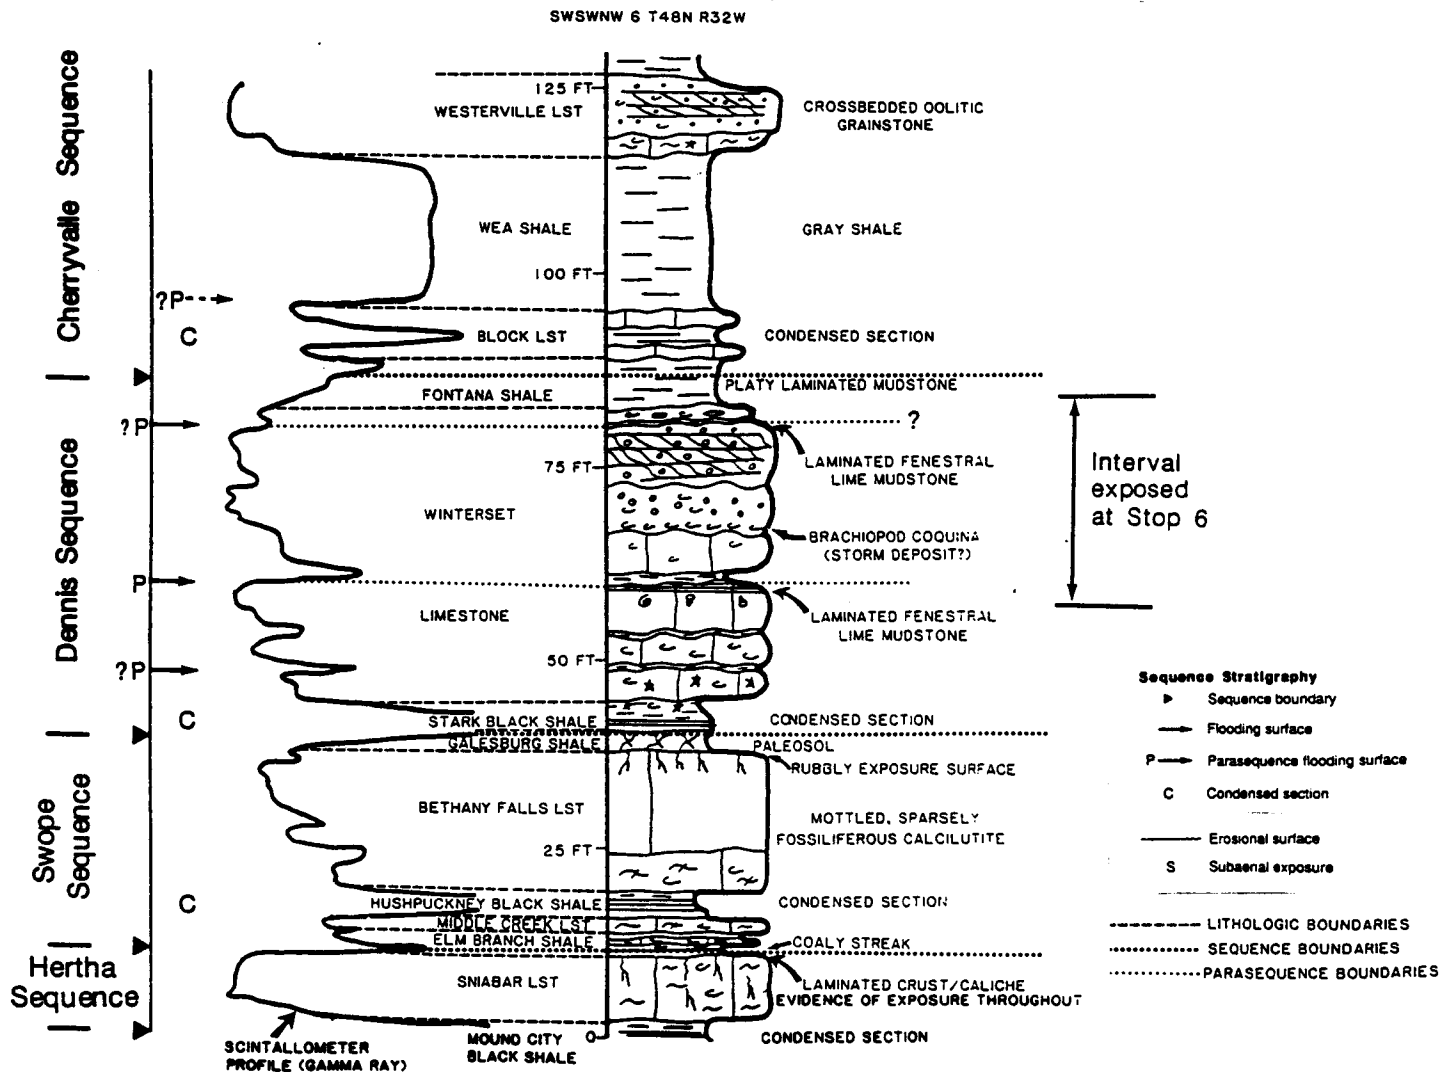 SWSWNW 6 T48N R32W
Cherryvalle Sequence
Dennis Sequence
Swope
Sequence
Hertha
Sequence
?P
C
?P
P
?P
C
C
125 FT
WESTERVILLE LST
WEA SHALE
100 FT
BLOCK LST
FONTANA SHALE
75 FT
WINTERSET
LIMESTONE
50 FT
STARK BLACK SHALE
GALESBURG SHALE
BETHANY FALLS LST
25 FT
HUSHPUCKNEY BLACK SHALE
MIDDLE CREEK LST
ELM BRANCH SHALE
SNIABAR LST
0
MOUND CITY
BLACK SHALE
SCINTALLOMETER
PROFILE (GAMMA RAY)
CROSSBEDDED OOLITIC
GRAINSTONE
GRAY SHALE
CONDENSED SECTION
PLATY LAMINATED MUDSTONE
?
LAMINATED FENESTRAL
LIME MUDSTONE
BRACHIOPOD COQUINA
(STORM DEPOSIT?)
LAMINATED FENESTRAL
LIME MUDSTONE
CONDENSED SECTION
PALEOSOL
RUBBLY EXPOSURE SURFACE
MOTTLED, SPARSELY
FOSSILIFEROUS CALCILUTITE
CONDENSED SECTION
COALY STREAK
LAMINATED CRUST/CALICHE
EVIDENCE OF EXPOSURE THROUGHOUT
CONDENSED SECTION
Interval
exposed
at Stop 6
Sequence Stratigraphy
Sequence boundary
Flooding surface
P Parasequence flooding surface
C Condensed section
Erosional surface
S Subaerial exposure
LITHOLOGIC BOUNDARIES
SEQUENCE BOUNDARIES
PARASEQUENCE BOUNDARIES